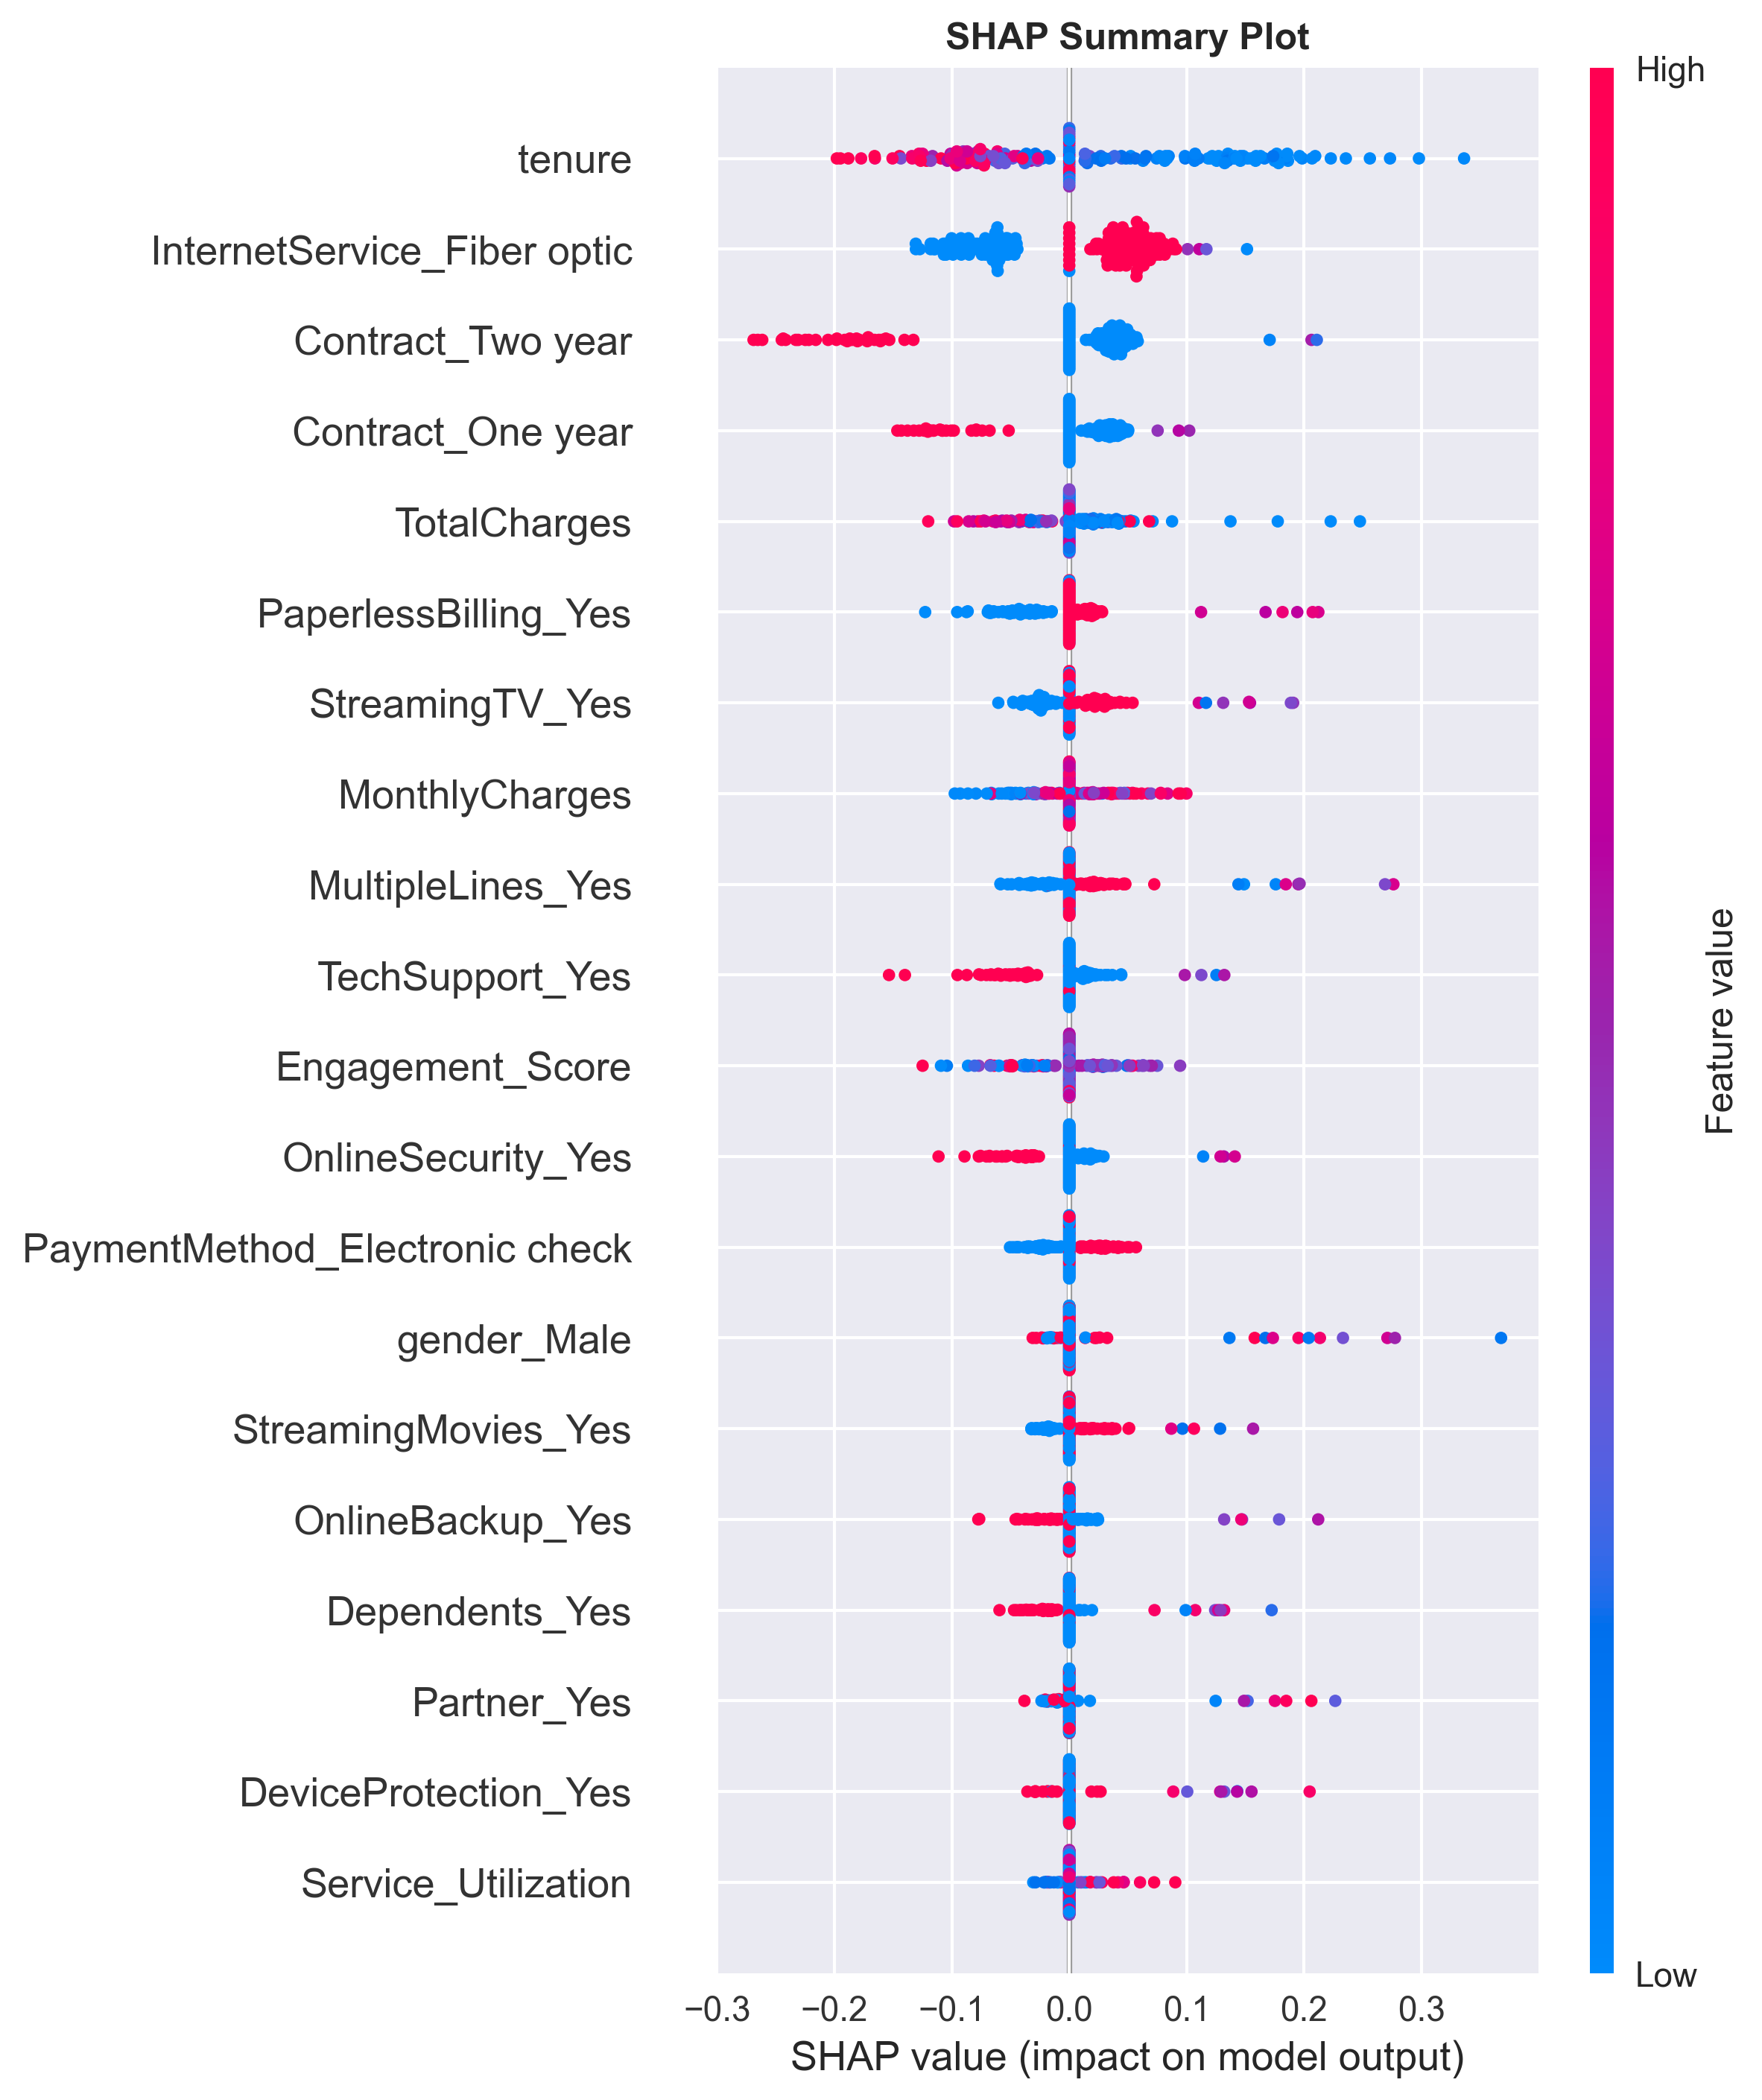 SHAP Summary Plot
High
tenure
InternetService_Fiber optic
Contract_Two year
Contract_One year
TotalCharges
PaperlessBilling_Yes
StreamingTV_Yes
MonthlyCharges
MultipleLines_Yes
TechSupport_Yes
Engagement_Score
OnlineSecurity_Yes
PaymentMethod_Electronic check
gender_Male
StreamingMovies_Yes
OnlineBackup_Yes
Dependents_Yes
Partner_Yes
DeviceProtection_Yes
Service_Utilization
Feature value
Low
−0.3 −0.2 −0.1 0.0 0.1 0.2 0.3
SHAP value (impact on model output)